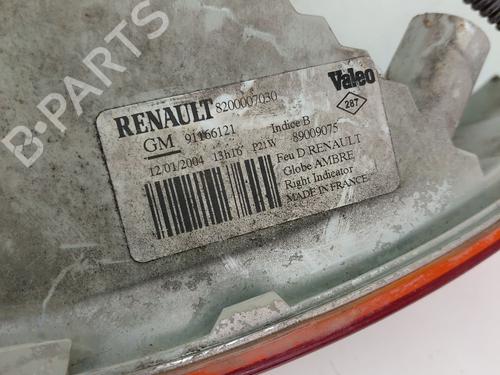 B-PARTS
RENAULT 8200007030
Valeo
287
GM 91166121 Indice B 89009075
12/01/2004 13h16 P21W Feu D RENAULT
Globe AMBRE
Right Indicator
MADE IN FRANCE